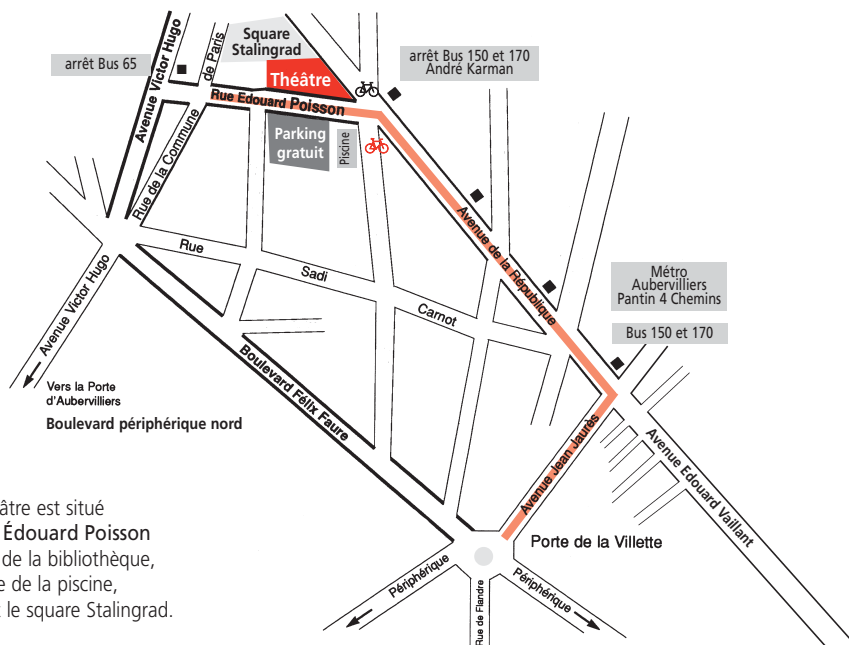 Square
Stalingrad
de Paris
Avenue Victor Hugo
arrêt Bus 65
Théâtre
arrêt Bus 150 et 170
André Karman
Rue Edouard Poisson
Parking
gratuit
Piscine
Rue de la Commune
Rue Sadi Carnot
Avenue de la République
Métro
Aubervilliers
Pantin 4 Chemins
Bus 150 et 170
Avenue Victor Hugo
Vers la Porte
d'Aubervilliers
Boulevard périphérique nord
Boulevard Félix Faure
Avenue Jean Jaurès
Avenue Edouard Vaillant
Porte de la Villette
Périphérique
Rue de Flandre
Périphérique
âtre est situé
Édouard Poisson
de la bibliothèque,
e de la piscine,
t le square Stalingrad.